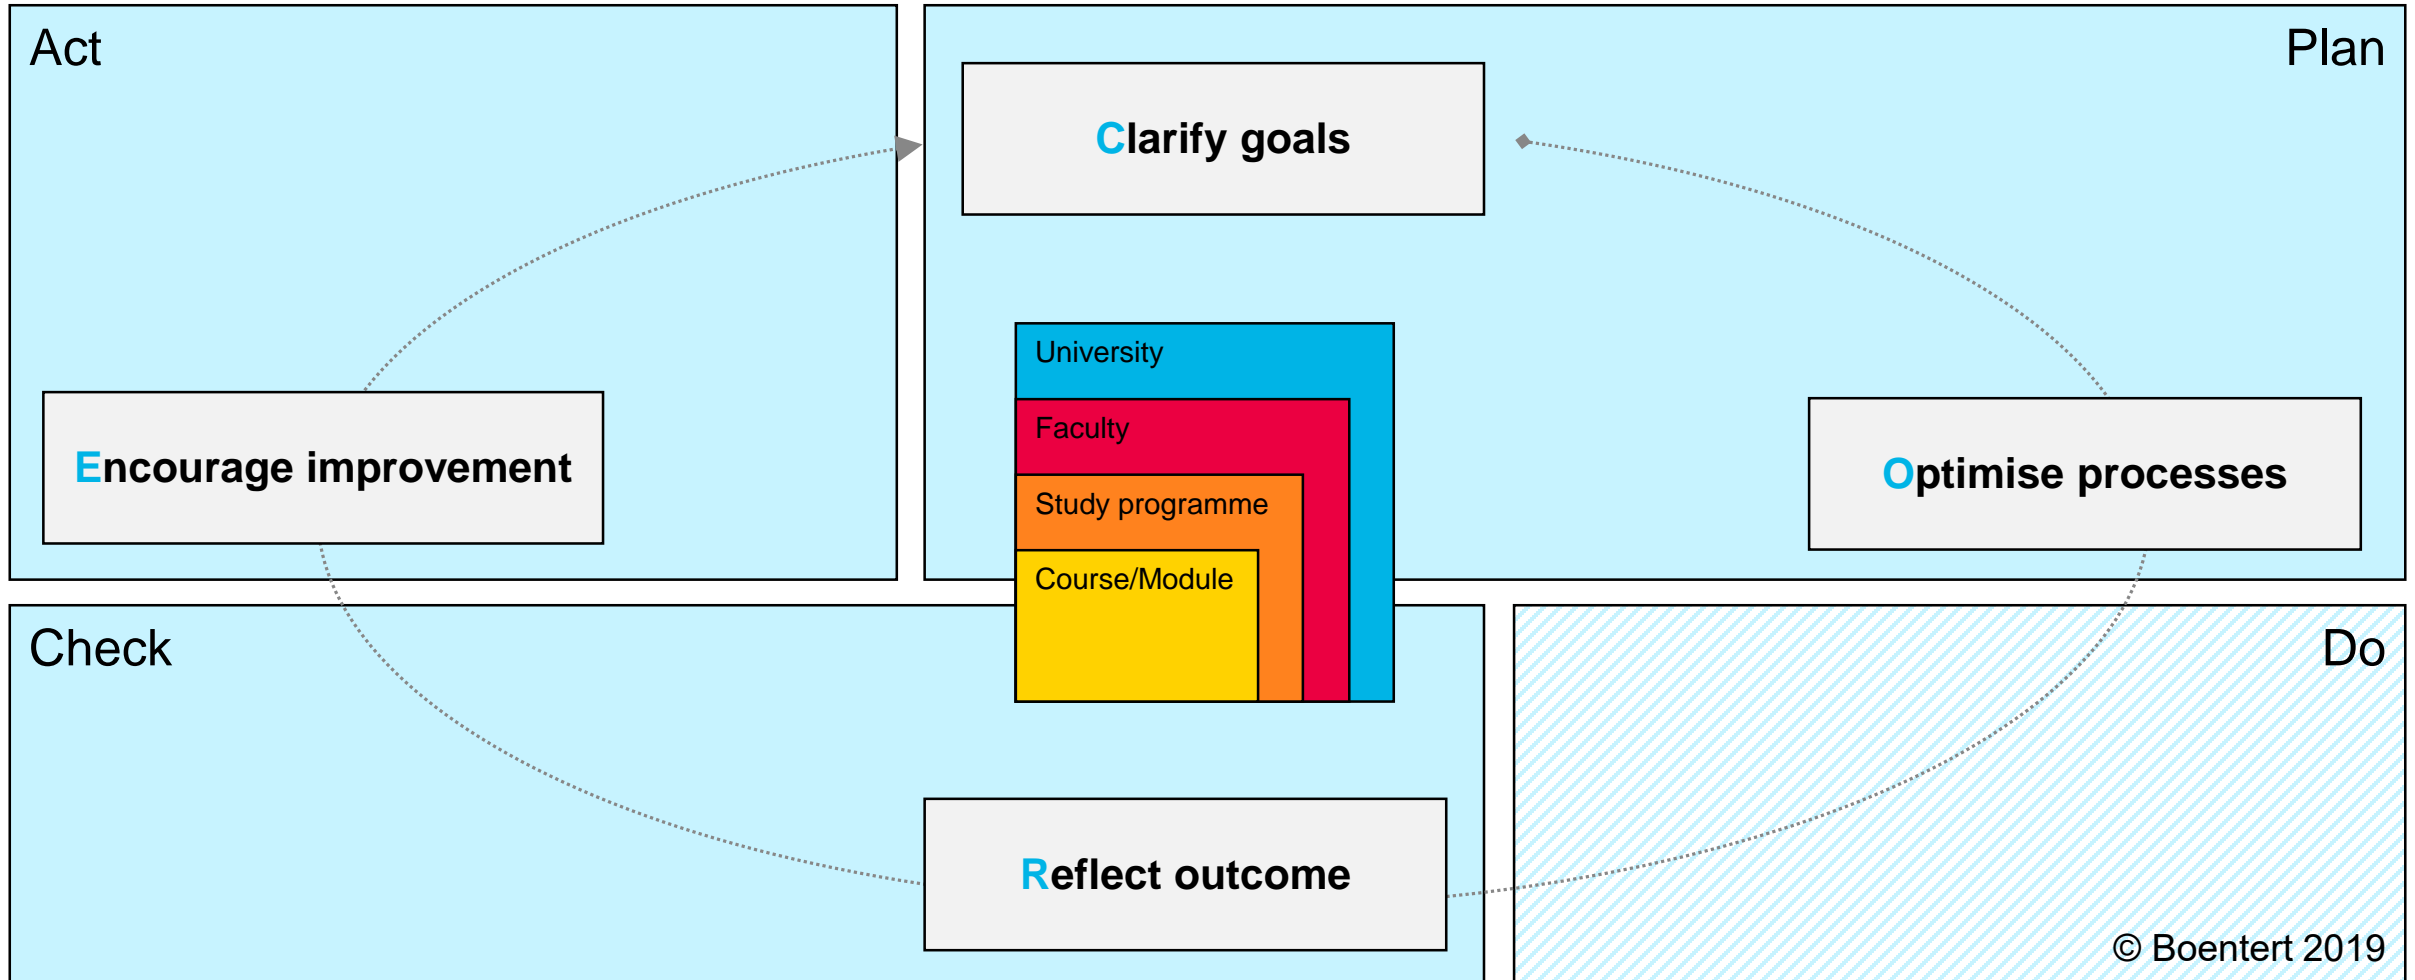 Act
Plan
Clarify goals
University
Faculty
Encourage improvement
Optimise processes
Study programme
Course/Module
Check
Do
Reflect outcome
© Boentert 2019